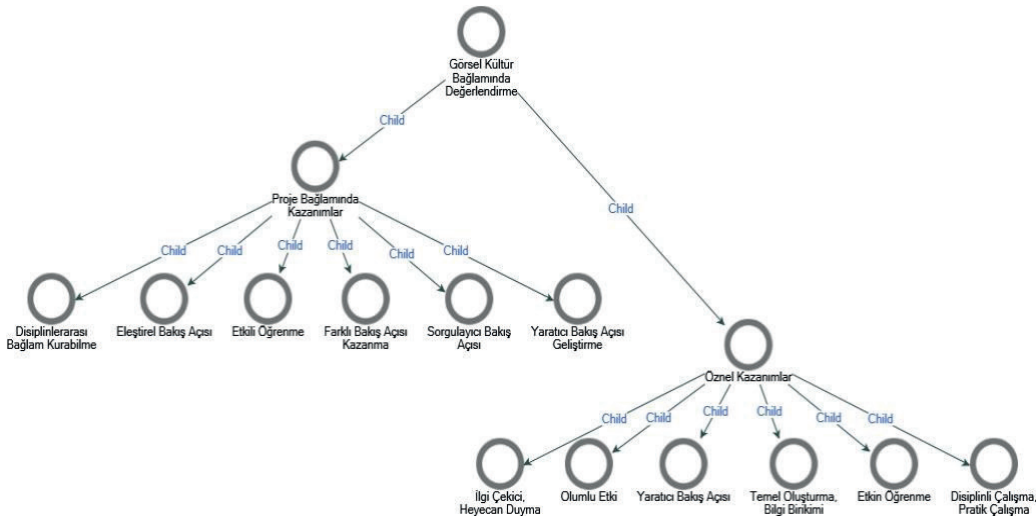 Görsel Kültür
Bağlamında
Değerlendirme
Child
Child
Proje Bağlamında
Kazanımlar
Child
Child
Child
Child
Child
Child
Disiplinlerarası
Bağlam Kurabilme
Eleştirel Bakış Açısı
Etkili Öğrenme
Farklı Bakış Açısı
Kazanma
Sorgulayıcı Bakış
Açısı
Yaratıcı Bakış Açısı
Geliştirme
Öznel Kazanımlar
Child
Child
Child
Child
Child
Child
İlgi Çekici,
Heyecan Duyma
Olumlu Etki
Yaratıcı Bakış Açısı
Temel Oluşturma,
Bilgi Birikimi
Etkin Öğrenme
Disiplinli Çalışma,
Pratik Çalışma